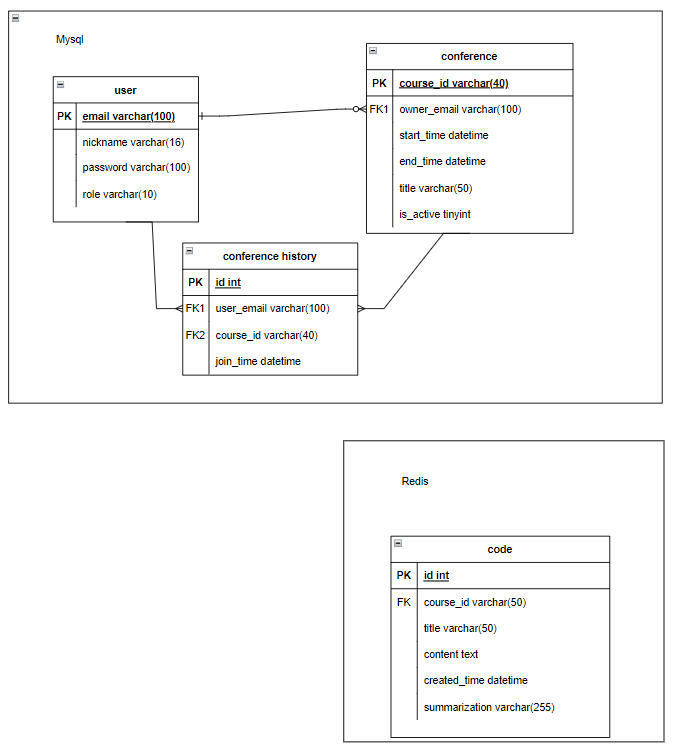 Mysql
user
PK email varchar(100)
nickname varchar(16)
password varchar(100)
role varchar(10)
conference
PK course_id varchar(40)
FK1 owner_email varchar(100)
start_time datetime
end_time datetime
title varchar(50)
is_active tinyint
conference history
PK id int
FK1 user_email varchar(100)
FK2 course_id varchar(40)
join_time datetime
Redis
code
PK id int
FK course_id varchar(50)
title varchar(50)
content text
created_time datetime
summarization varchar(255)